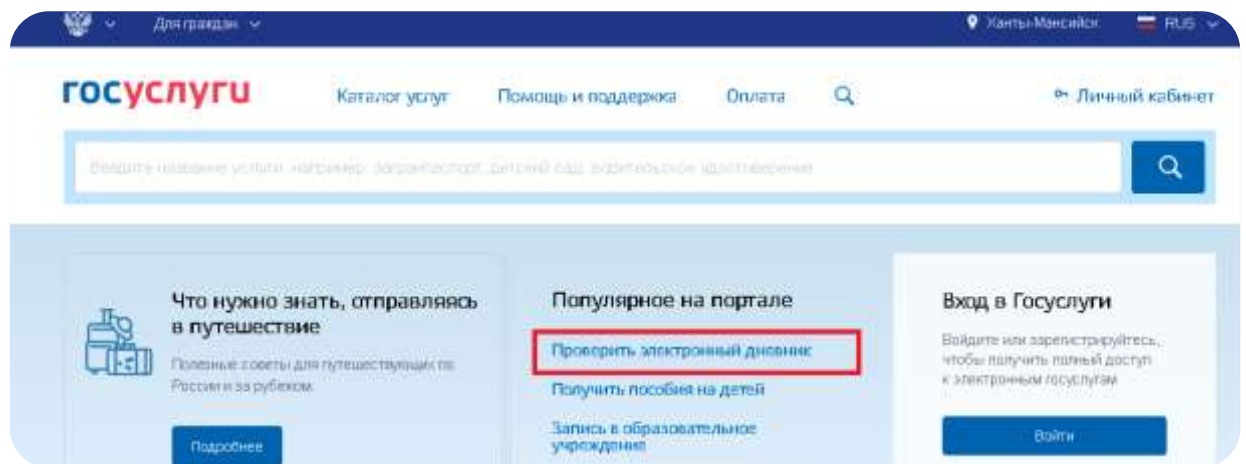 Для граждан
Ханты-Мансийск
RUS
госуслуги
Каталог услуг
Помощь и поддержка
Оплата
Личный кабинет
Введите название услуги, например, загранпаспорт, детский сад, водительское удостоверение
Что нужно знать, отправляясь
в путешествие
Полезные советы для путешествующих по
России и за рубежом
Подробнее
Популярное на портале
Проверить электронный дневник
Получить пособия на детей
Запись в образовательное
учреждение
Вход в Госуслуги
Войдите или зарегистрируйтесь,
чтобы получить полный доступ
к электронным госуслугам
Войти